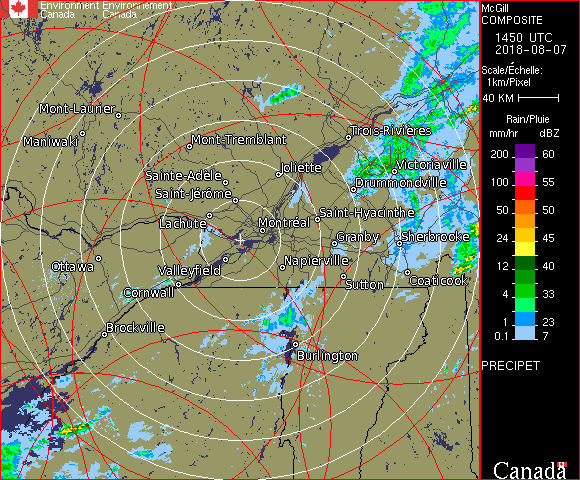 Environment Environnement
Canada Canada
McGill
COMPOSITE
1450 UTC
2018-08-07
Scale/Échelle:
1km/Pixel
40 KM
Rain/Pluie
mm/hr dBZ
200 60
100 55
50 50
24 45
12 40
4 33
1 23
0.1 7
PRECIPET
Canada
Mont-Laurier
Maniwaki
Mont-Tremblant
Trois-Rivières
Sainte-Adèle
Joliette
Victoriaville
Drummondville
Saint-Jérôme
Lachute
Saint-Hyacinthe
Montréal
Granby
Sherbrooke
Ottawa
Valleyfield
Napierville
Sutton
Coaticook
Cornwall
Brockville
Burlington